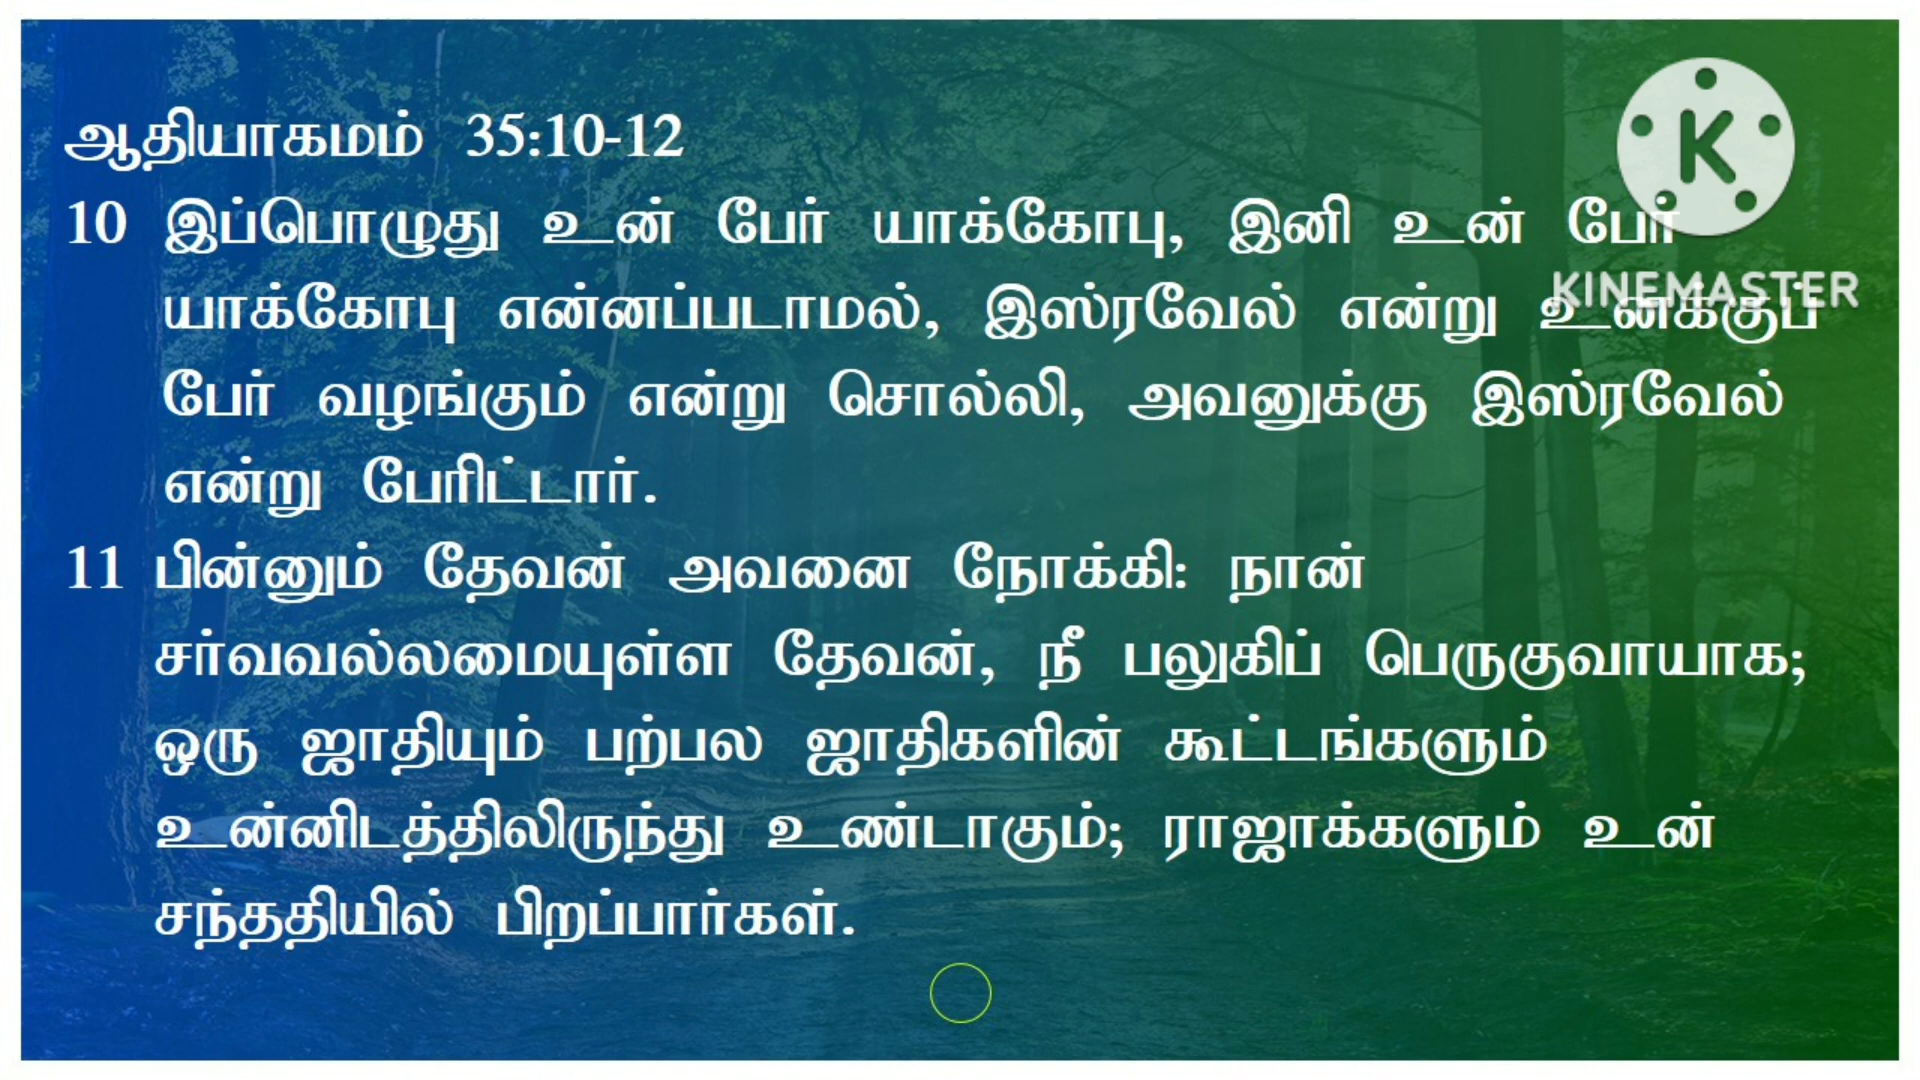 ஆதியாகமம் 35:10-12
10 இப்பொழுது உன் பேர் யாக்கோபு, இனி உன் பேர்
யாக்கோபு என்னப்படாமல், இஸ்ரவேல் என்று உனக்குப்
பேர் வழங்கும் என்று சொல்லி, அவனுக்கு இஸ்ரவேல்
என்று பேரிட்டார்.
11 பின்னும் தேவன் அவனை நோக்கி: நான்
சர்வவல்லமையுள்ள தேவன், நீ பலுகிப் பெருகுவாயாக;
ஒரு ஜாதியும் பற்பல ஜாதிகளின் கூட்டங்களும்
உன்னிடத்திலிருந்து உண்டாகும்; ராஜாக்களும் உன்
சந்ததியில் பிறப்பார்கள்.
K
KINEMASTER